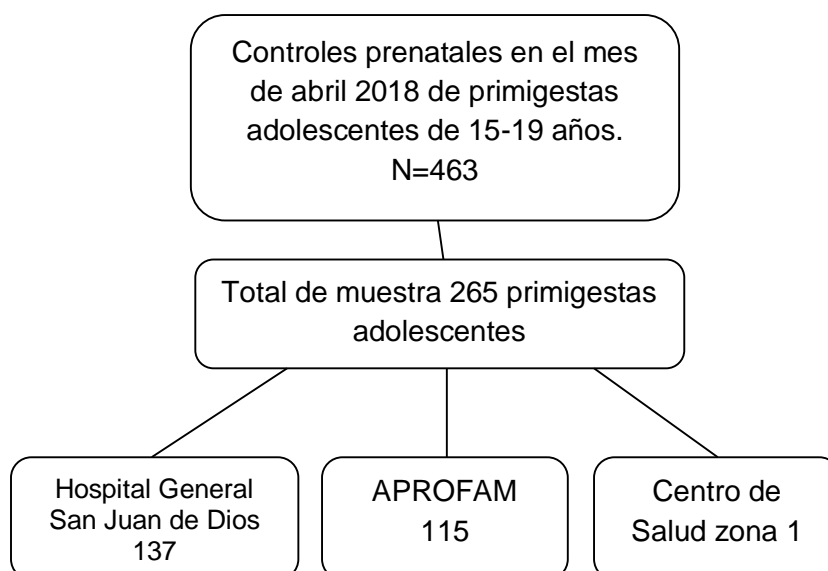 Controles prenatales en el mes
de abril 2018 de primigestas
adolescentes de 15-19 años.
N=463
Total de muestra 265 primigestas
adolescentes
Hospital General
San Juan de Dios
137
APROFAM
115
Centro de
Salud zona 1